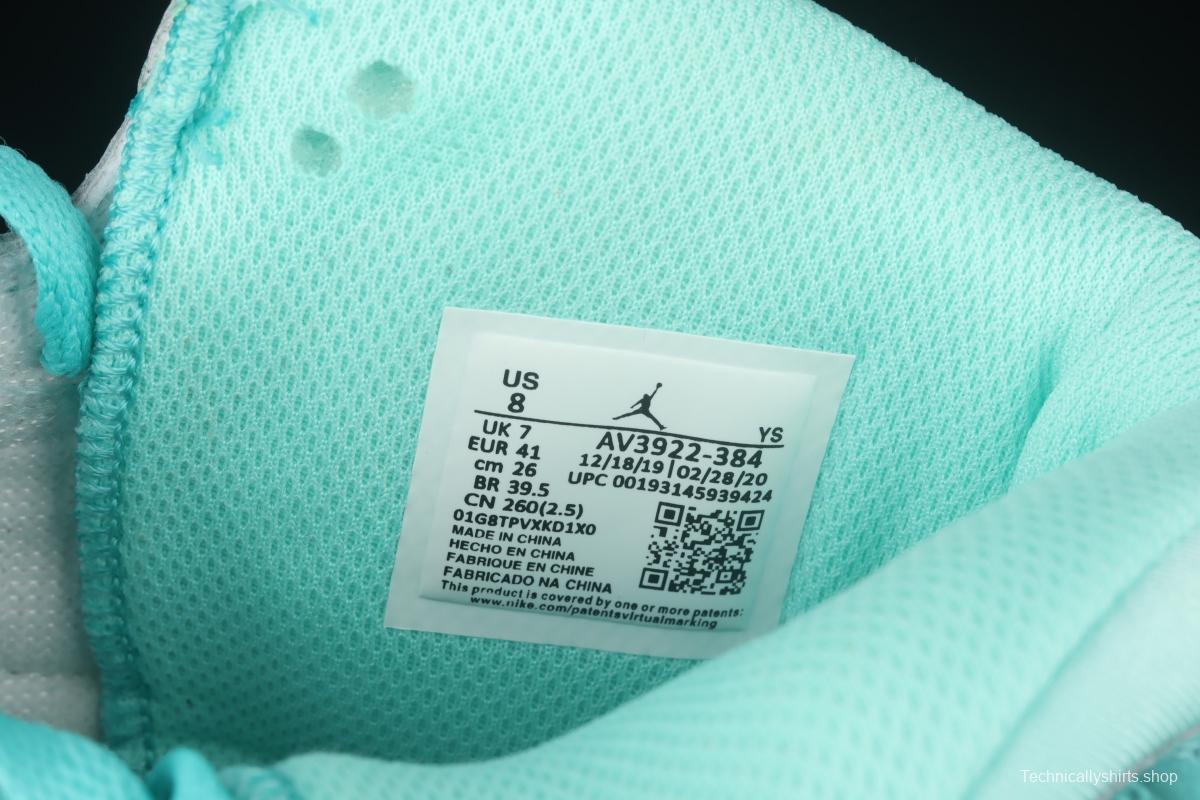 US
8
YS
UK 7
EUR 41
cm 26
BR 39.5
CN 260(2.5)
AV3922-384
12/18/19|02/28/20
UPC 00193145939424
01G8TPVXKD1X0
MADE IN CHINA
HECHO EN CHINA
FABRIQUE EN CHINE
FABRICADO NA CHINA
This product is covered by one or more patents:
www.nike.com/patentsvirtualmarking
Technicallyshirts.shop